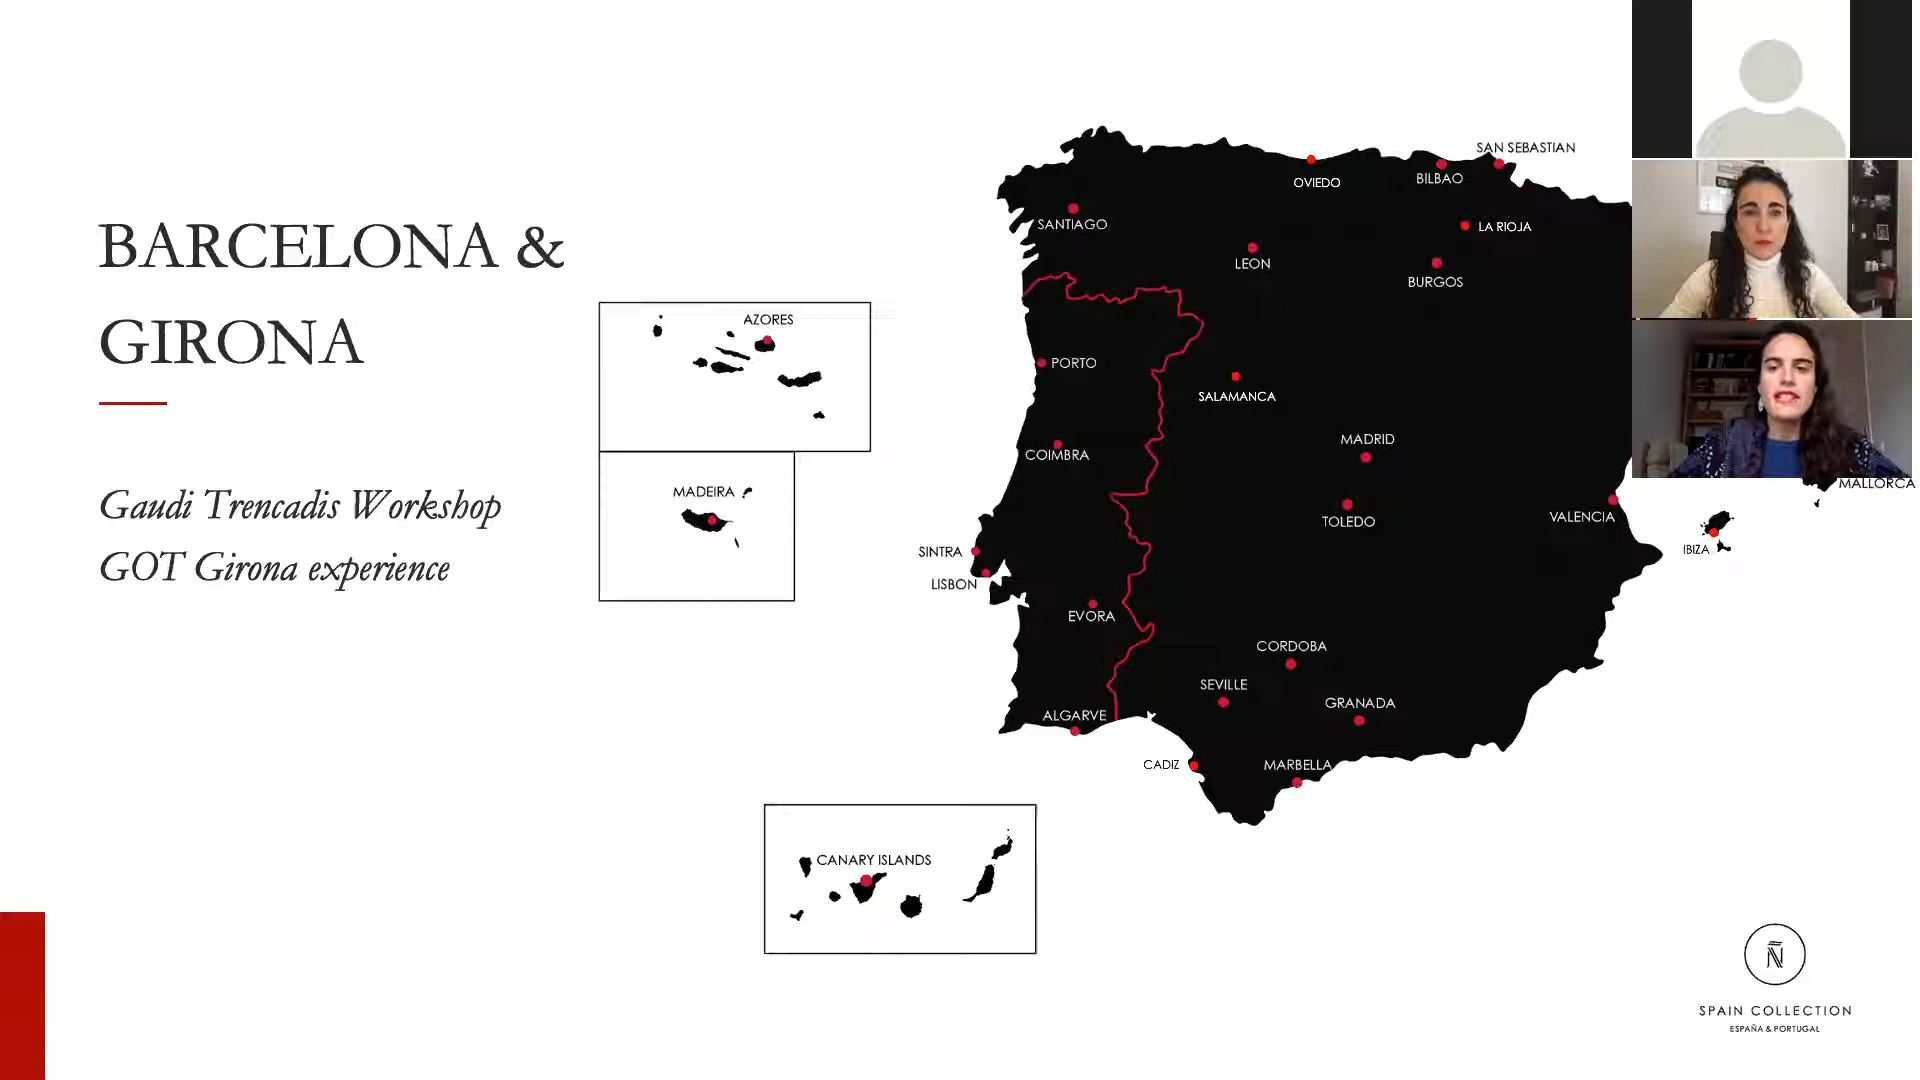 BARCELONA &
GIRONA
Gaudi Trencadis Workshop
GOT Girona experience
AZORES
MADEIRA
CANARY ISLANDS
SAN SEBASTIAN
OVIEDO
BILBAO
SANTIAGO
LA RIOJA
LEON
BURGOS
PORTO
SALAMANCA
MADRID
COIMBRA
MALLORCA
TOLEDO
VALENCIA
SINTRA
IBIZA
LISBON
EVORA
CORDOBA
SEVILLE
GRANADA
ALGARVE
CADIZ
MARBELLA
Ñ
SPAIN COLLECTION
ESPAÑA & PORTUGAL